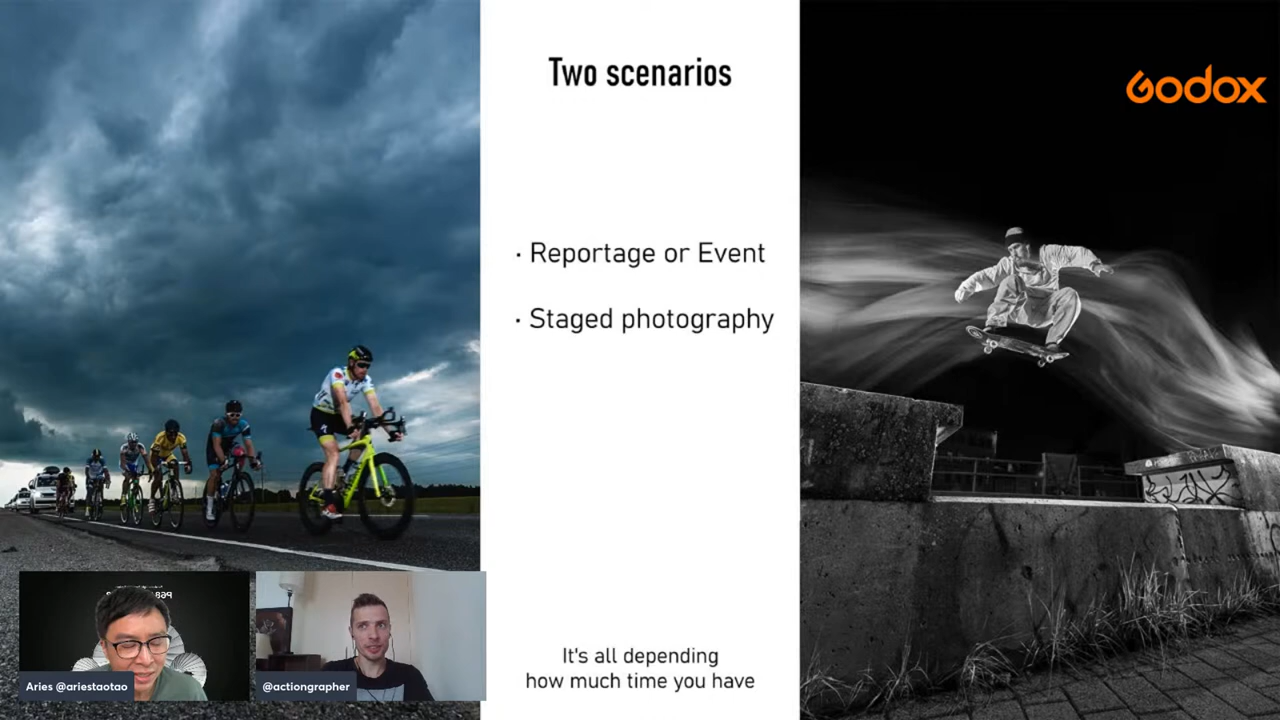 Two scenarios
Godox
· Reportage or Event
· Staged photography
It's all depending
how much time you have
Aries @ariestaotao
@actiongrapher